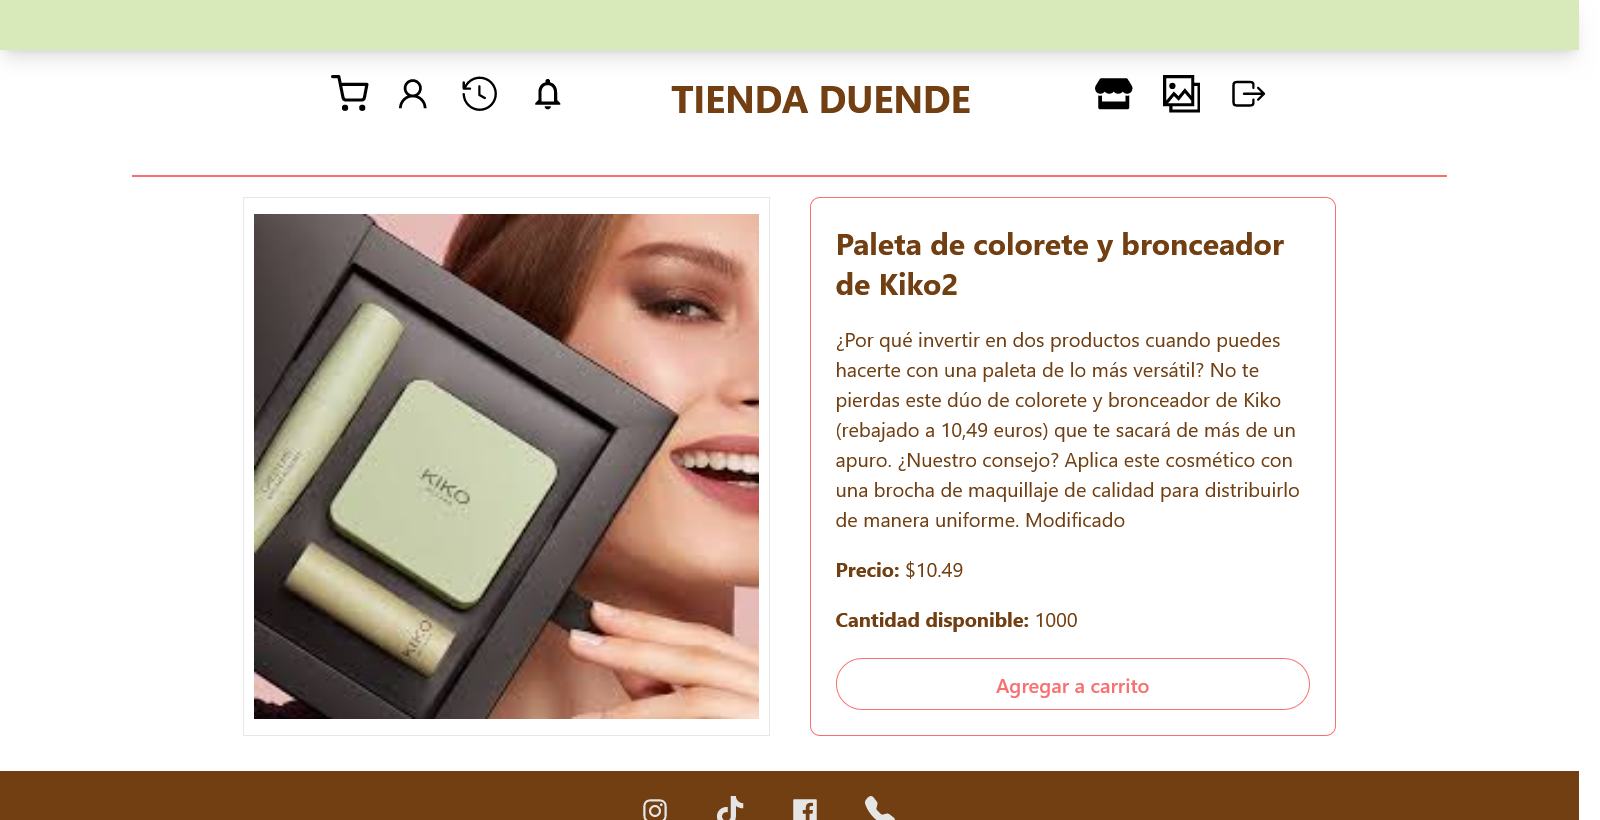 TIENDA DUENDE
KIKO
KIKO
Paleta de colorete y bronceador
de Kiko2
¿Por qué invertir en dos productos cuando puedes
hacerte con una paleta de lo más versátil? No te
pierdas este dúo de colorete y bronceador de Kiko
(rebajado a 10,49 euros) que te sacará de más de un
apuro. ¿Nuestro consejo? Aplica este cosmético con
una brocha de maquillaje de calidad para distribuirlo
de manera uniforme. Modificado
Precio: $10.49
Cantidad disponible: 1000
Agregar a carrito